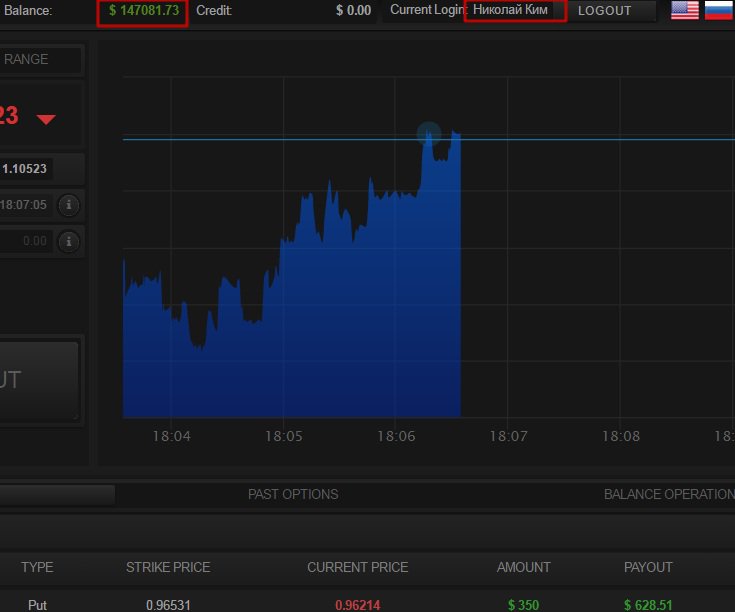 Balance: $ 147081.73 Credit: $ 0.00 Current Login: Николай Ким LOGOUT
RANGE
23
1.10523
18:07:05
0.00
UT
18:04 18:05 18:06 18:07 18:08 18:
PAST OPTIONS BALANCE OPERATION
TYPE STRIKE PRICE CURRENT PRICE AMOUNT PAYOUT
Put 0.96531 0.96214 $ 350 $ 628.51